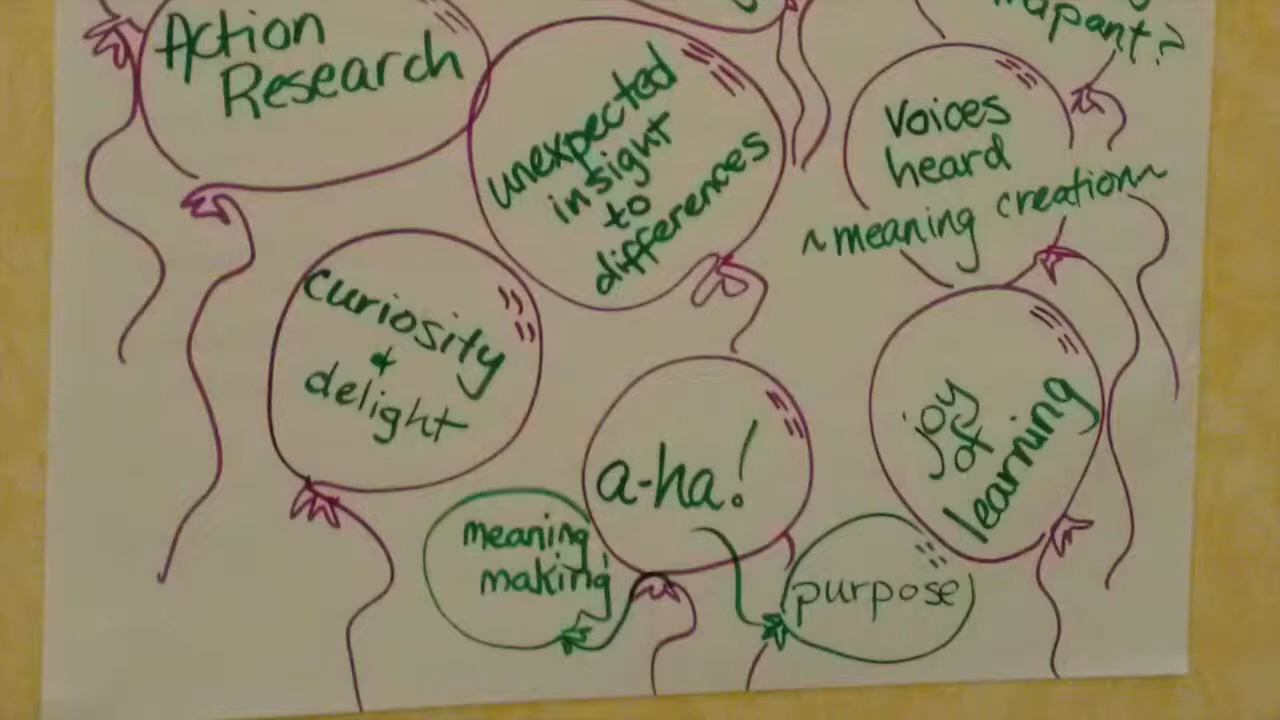 Action
Research
unexpected
insight
to
differences
voices
heard
~meaning creation~
curiosity
+
delight
a-ha!
joy
of
learning
meaning
making
purpose